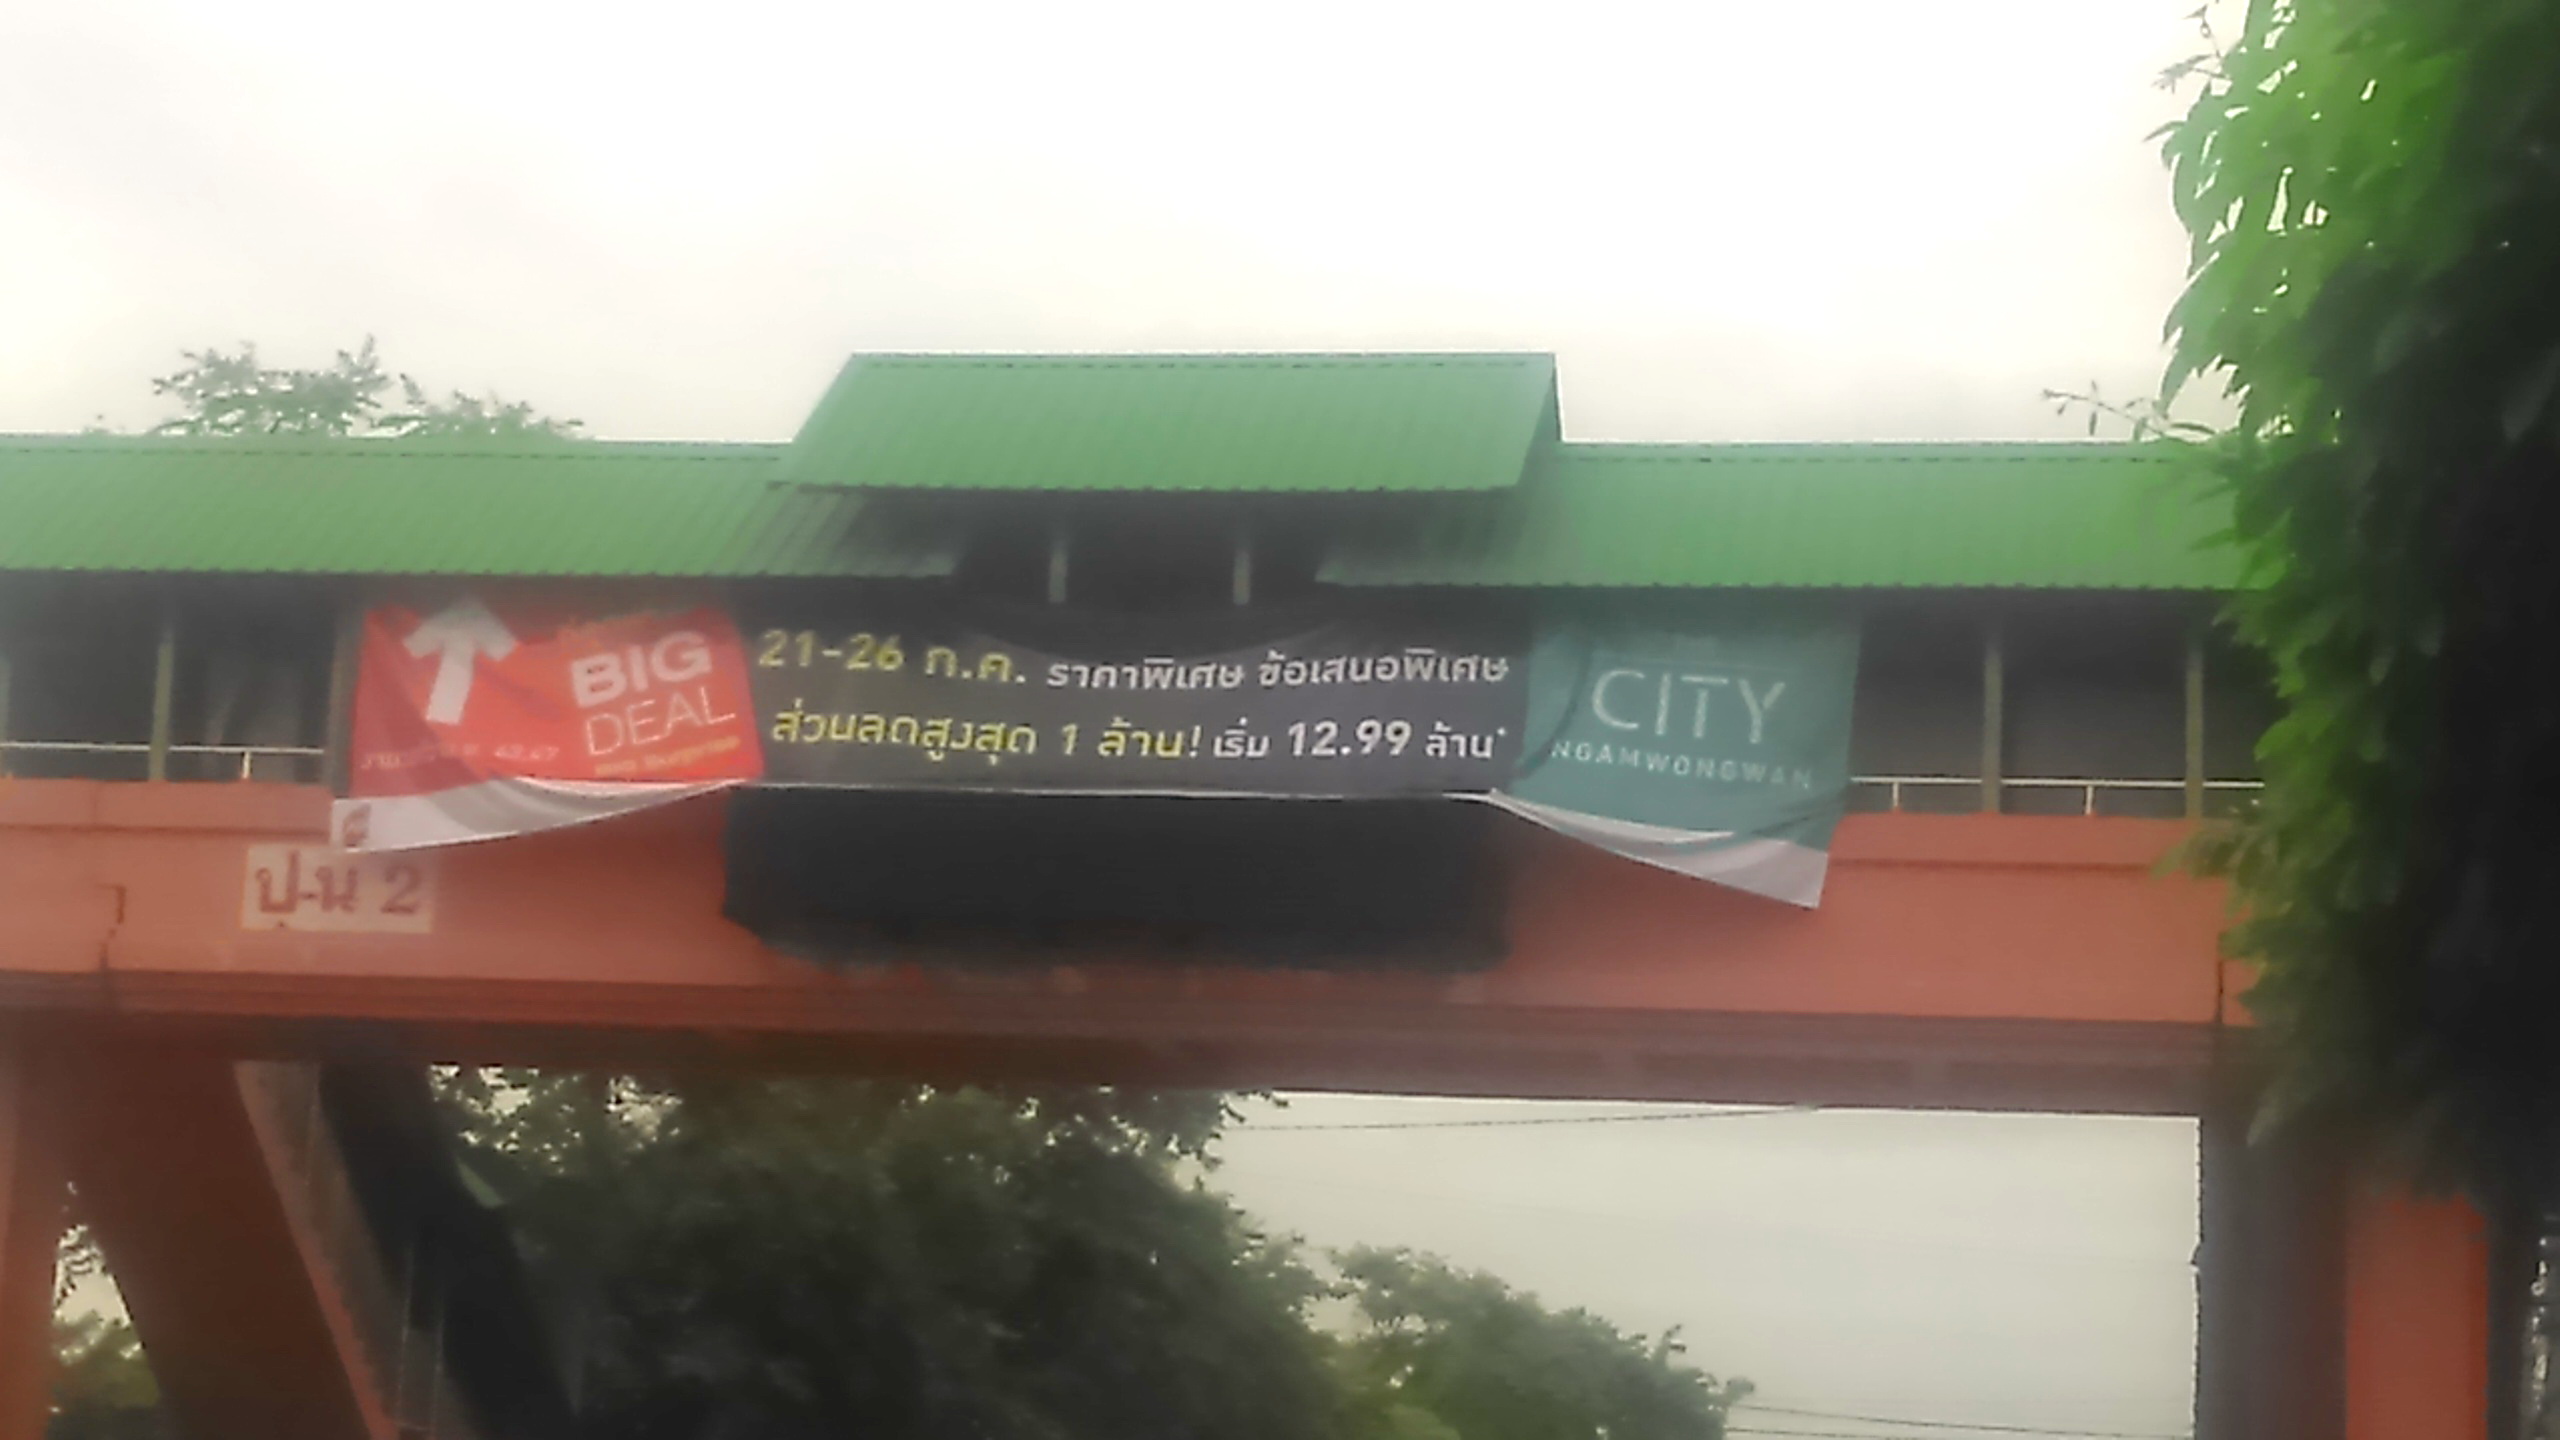 BIG
DEAL
21-26 ก.ค. ราคาพิเศษ ข้อเสนอพิเศษ
ส่วนลดสูงสุด 1 ล้าน! เริ่ม 12.99 ล้าน*
CITY
NGAMWONGWAN
ป-น 2